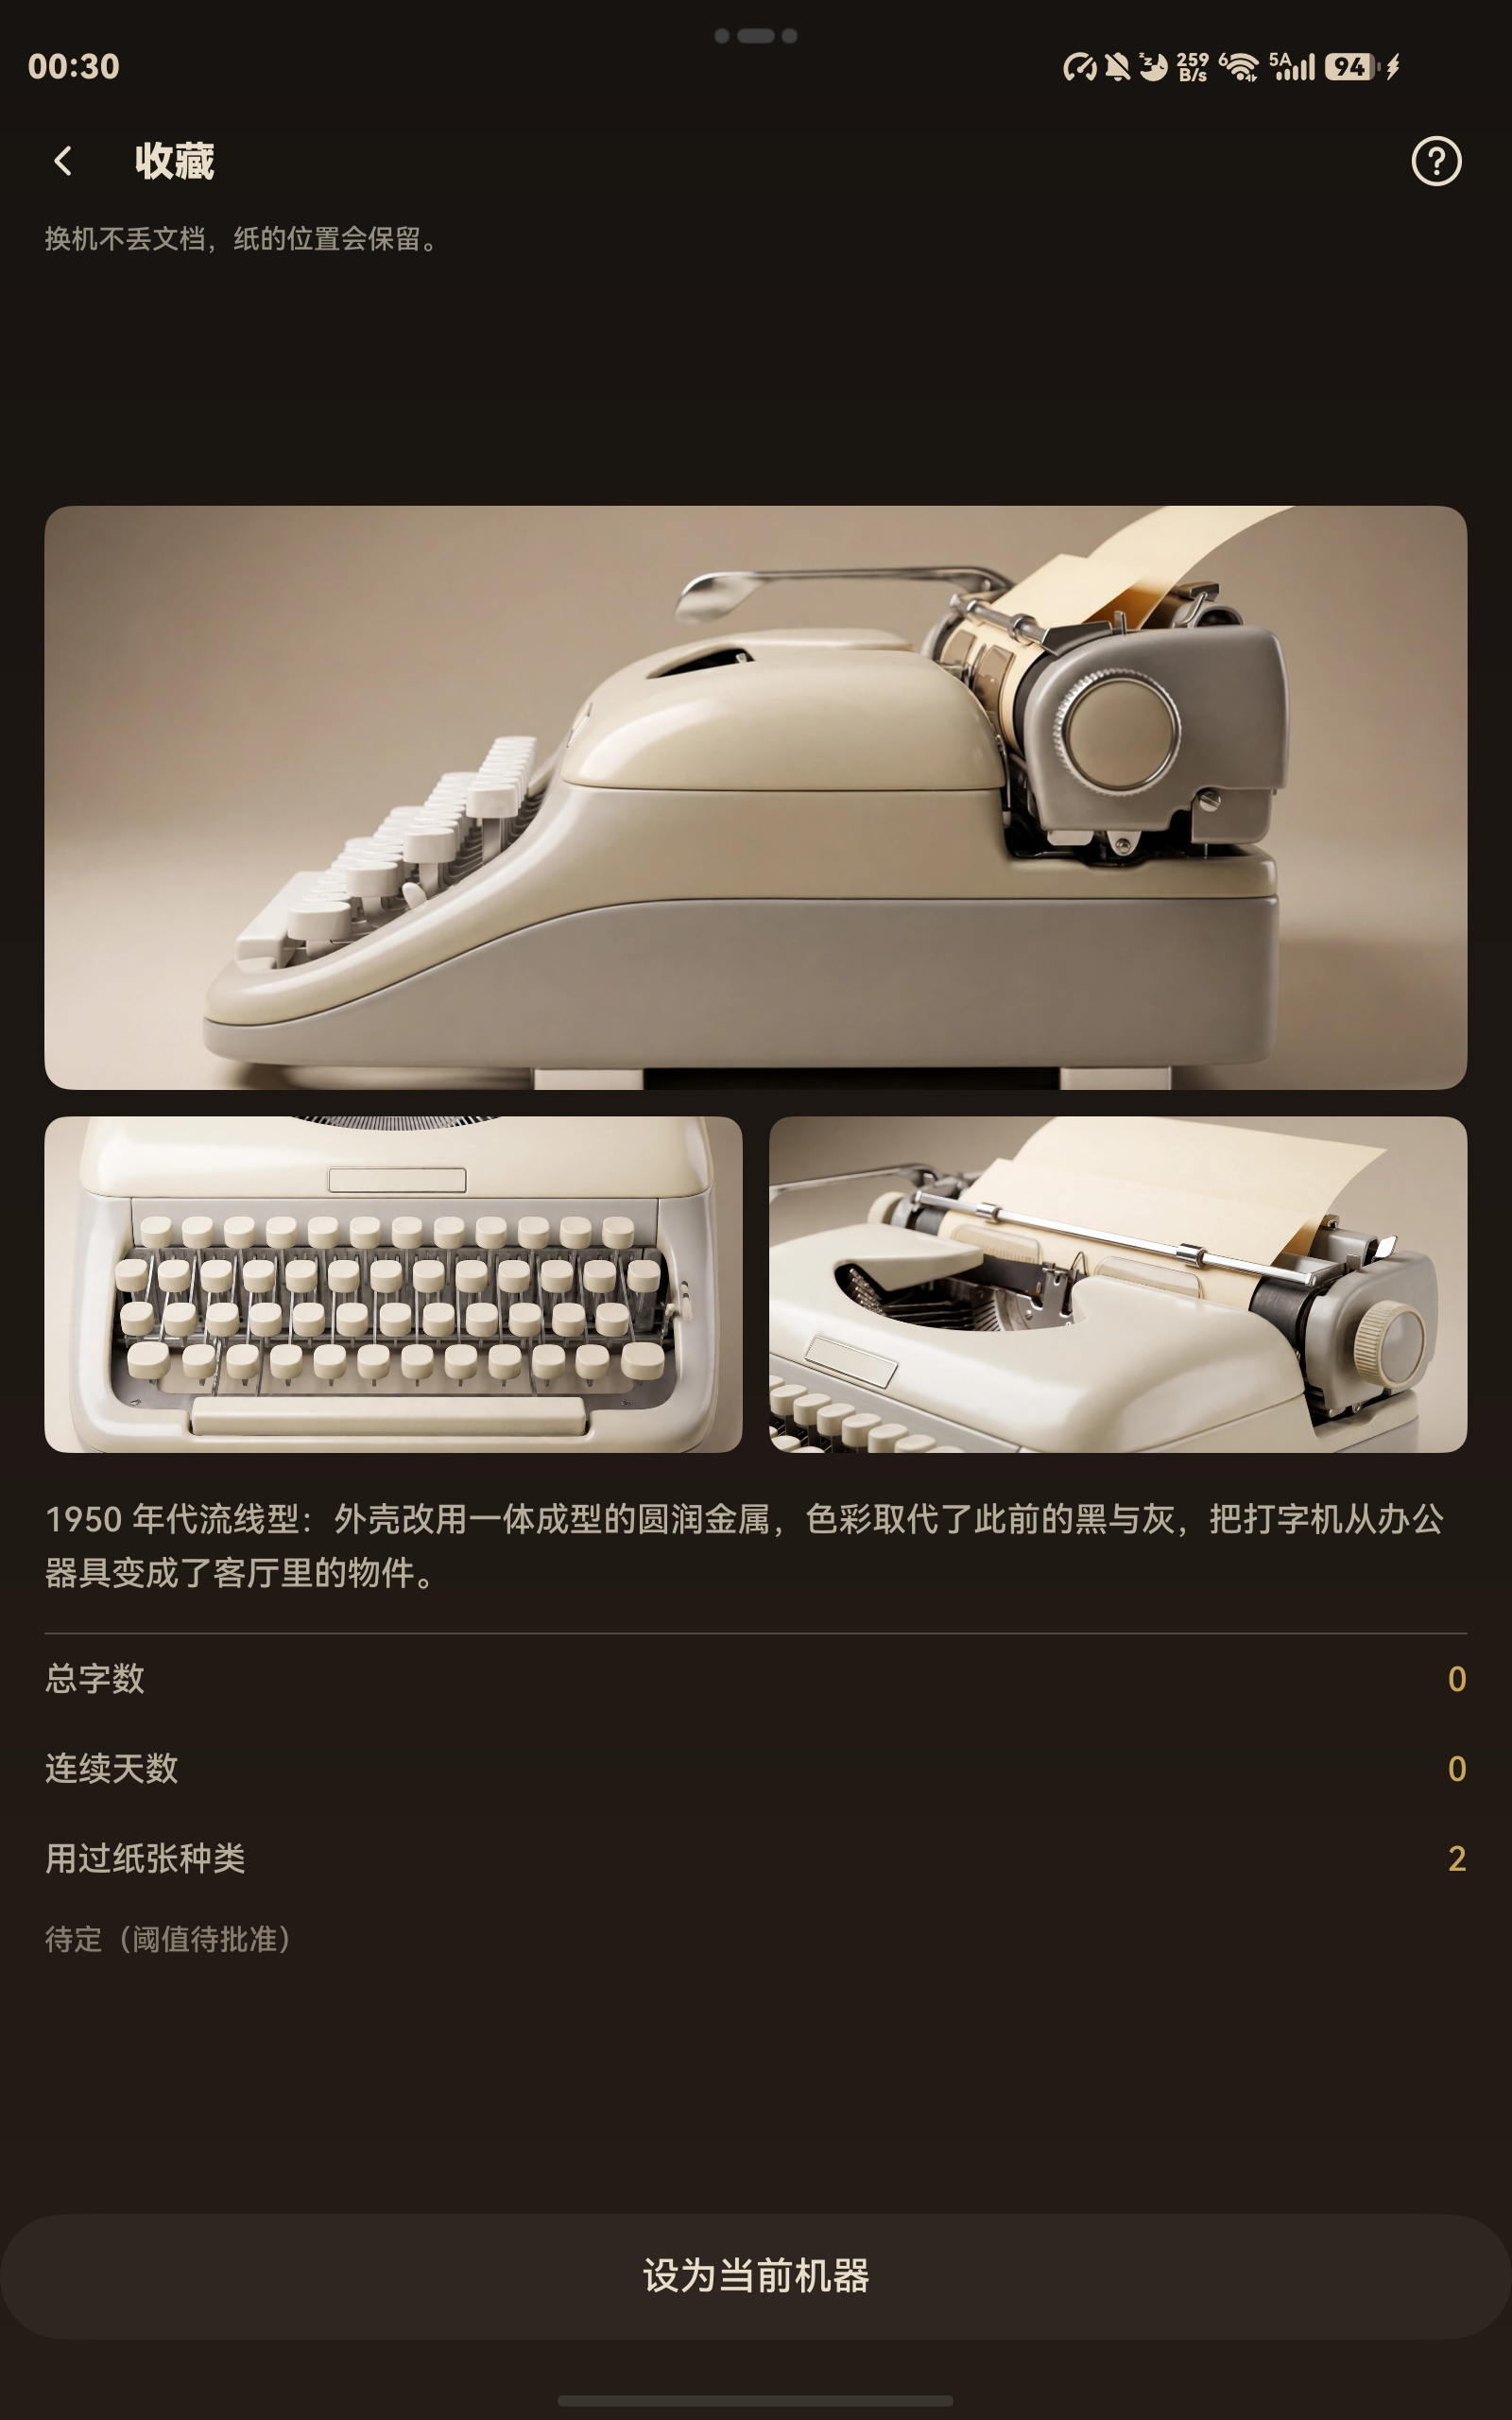 00:30
259 B/s 6 5A 94
收藏
换机不丢文档，纸的位置会保留。
1950 年代流线型：外壳改用一体成型的圆润金属，色彩取代了此前的黑与灰，把打字机从办公
器具变成了客厅里的物件。
总字数 0
连续天数 0
用过纸张种类 2
待定（阈值待批准）
设为当前机器